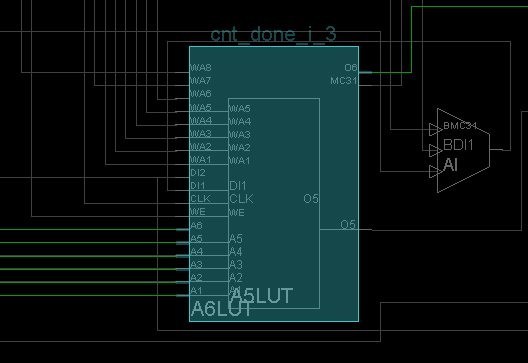 cnt_done_i_3
WA8
WA7
WA6
WA5
WA4
WA3
WA2
WA1
DI2
DI1
CLK
WE
A6
A5
A4
A3
A2
A1
WA5
WA4
WA3
WA2
WA1
DI1
CLK
WE
A5
A4
A3
A2
O5
A5LUT
A6LUT
O6
MC31
O5
BMC31
BDI1
AI